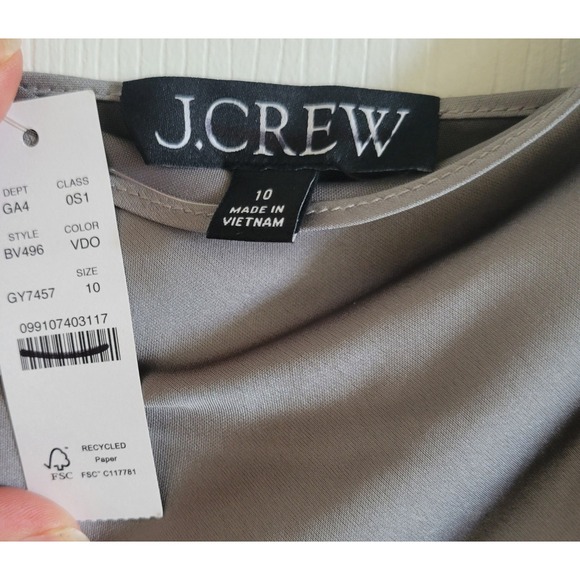 J.CREW
10
MADE IN
VIETNAM
DEPT CLASS
GA4 0S1
STYLE COLOR
BV496 VDO
SIZE
GY7457 10
099107403117
FSC
RECYCLED
Paper
FSC® C117781